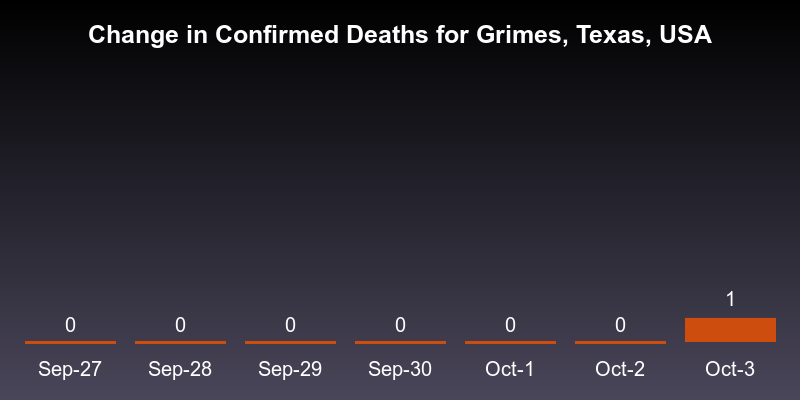 Change in Confirmed Deaths for Grimes, Texas, USA
1
0 0 0 0 0 0
Sep-27 Sep-28 Sep-29 Sep-30 Oct-1 Oct-2 Oct-3